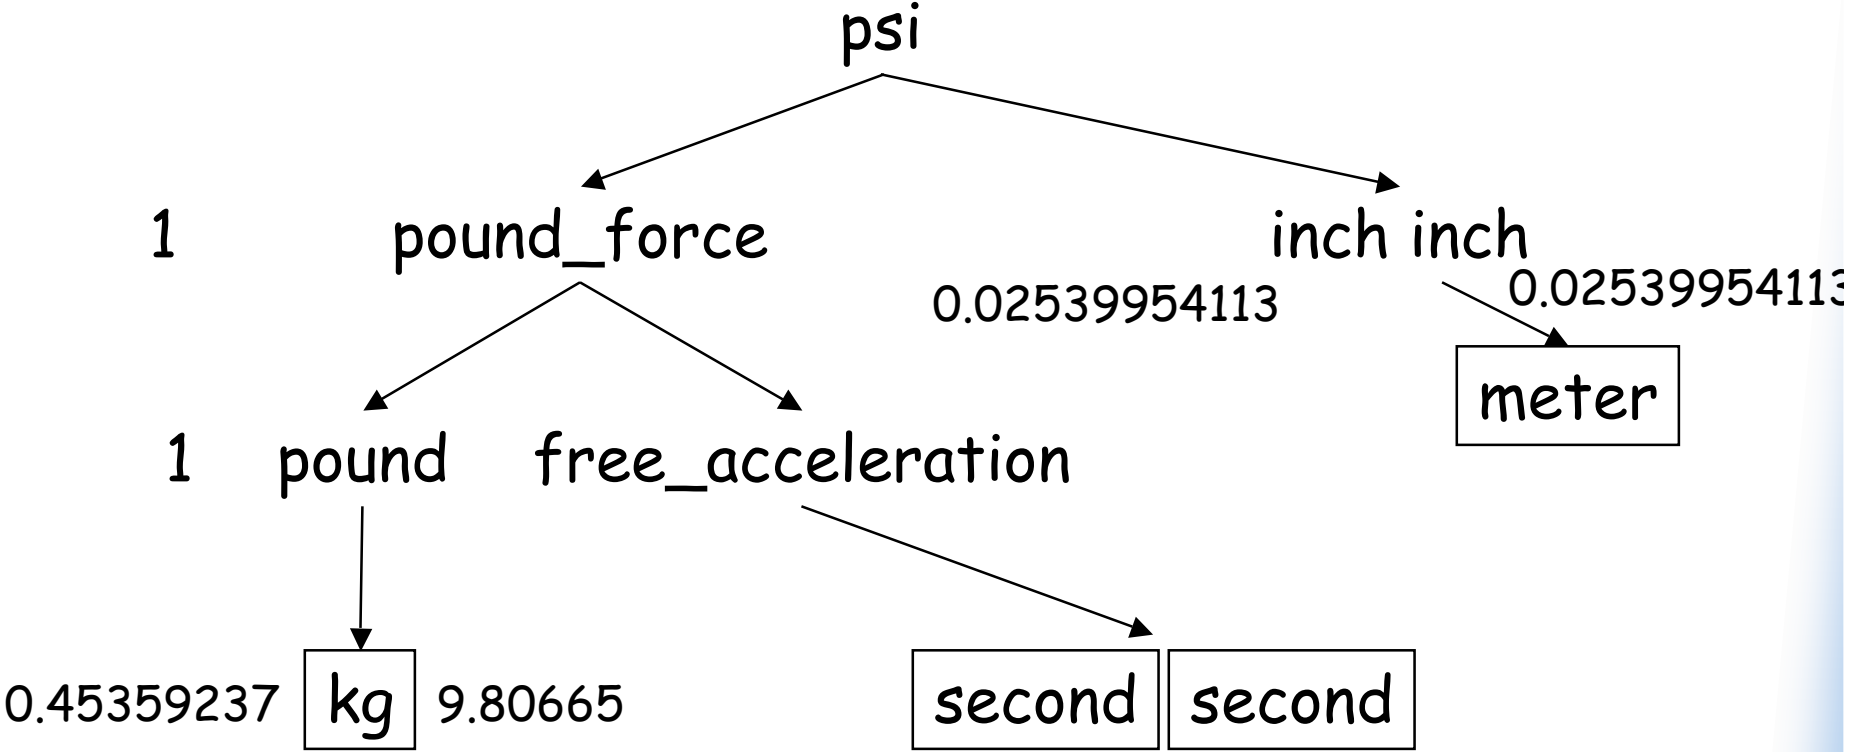 psi
1 pound_force inch inch
0.02539954113 0.02539954113
meter
1 pound free_acceleration
0.45359237 kg 9.80665 second second